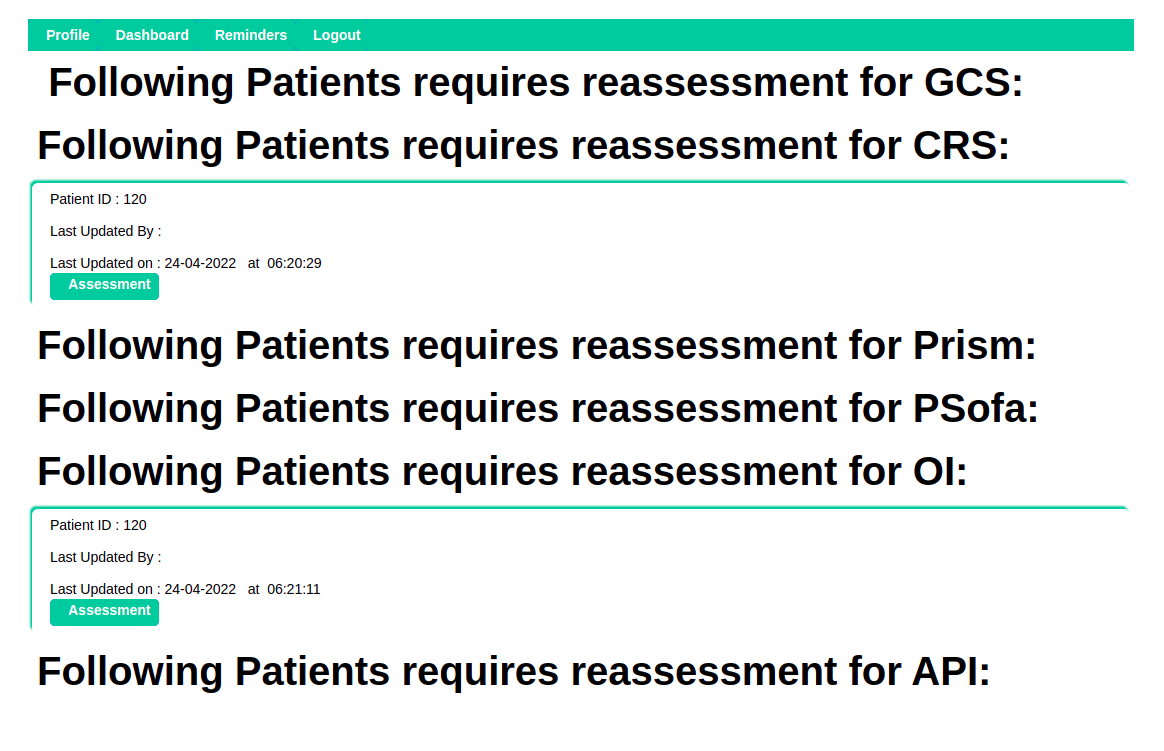 Profile Dashboard Reminders Logout
Following Patients requires reassessment for GCS:
Following Patients requires reassessment for CRS:
Patient ID : 120
Last Updated By :
Last Updated on : 24-04-2022 at 06:20:29
Assessment
Following Patients requires reassessment for Prism:
Following Patients requires reassessment for PSofa:
Following Patients requires reassessment for OI:
Patient ID : 120
Last Updated By :
Last Updated on : 24-04-2022 at 06:21:11
Assessment
Following Patients requires reassessment for API: